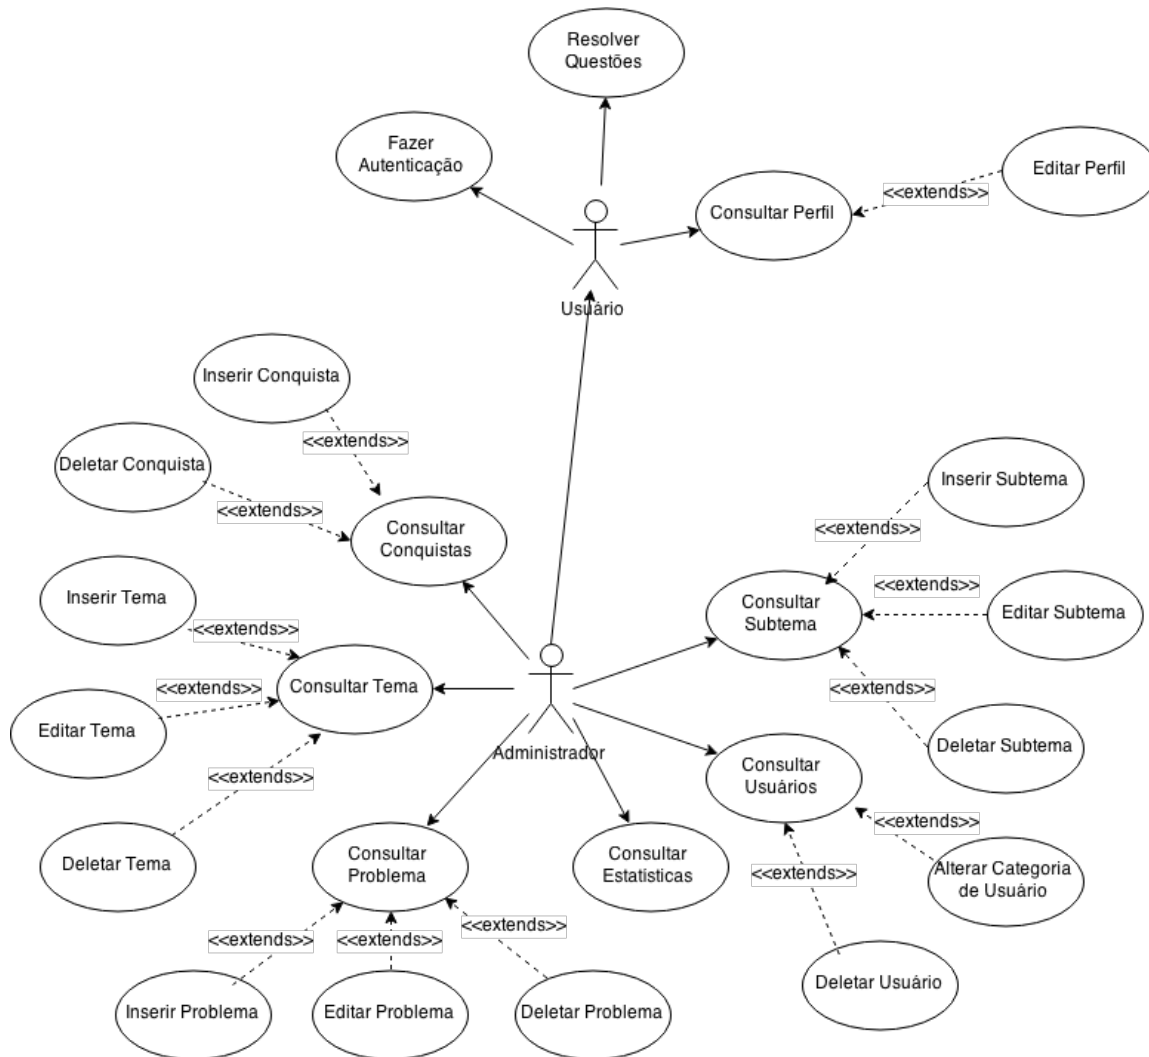 Resolver
Questões
Fazer
Autenticação
Editar Perfil
<<extends>>
Consultar Perfil
Usuário
Inserir Conquista
<<extends>>
Deletar Conquista
<<extends>>
Consultar
Conquistas
Inserir Subtema
<<extends>>
Inserir Tema
<<extends>>
Consultar
Subtema
<<extends>>
Editar Subtema
Consultar Tema
<<extends>>
Editar Tema
<<extends>>
Deletar Subtema
Administrador
<<extends>>
Deletar Tema
Consultar
Usuários
<<extends>>
Consultar
Problema
Consultar
Estatísticas
<<extends>>
Alterar Categoria
de Usuário
<<extends>>
<<extends>>
<<extends>>
Deletar Usuário
Inserir Problema
Editar Problema
Deletar Problema